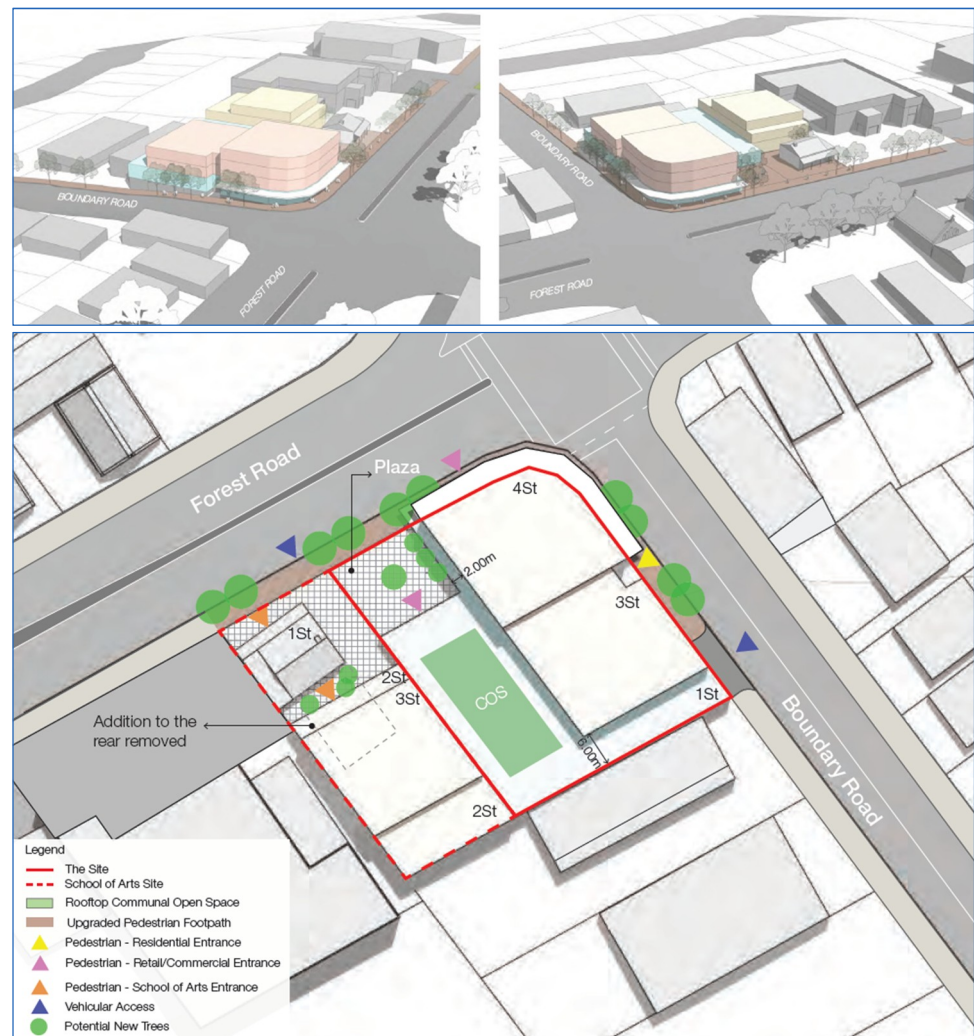 BOUNDARY ROAD
FOREST ROAD
BOUNDARY ROAD
FOREST ROAD
Forest Road
Plaza
4St
2.00m
3St
1St
2St
3St
COS
1St
Addition to the
rear removed
6.00m
2St
Boundary Road
Legend
The Site
School of Arts Site
Rooftop Communal Open Space
Upgraded Pedestrian Footpath
Pedestrian - Residential Entrance
Pedestrian - Retail/Commercial Entrance
Pedestrian - School of Arts Entrance
Vehicular Access
Potential New Trees